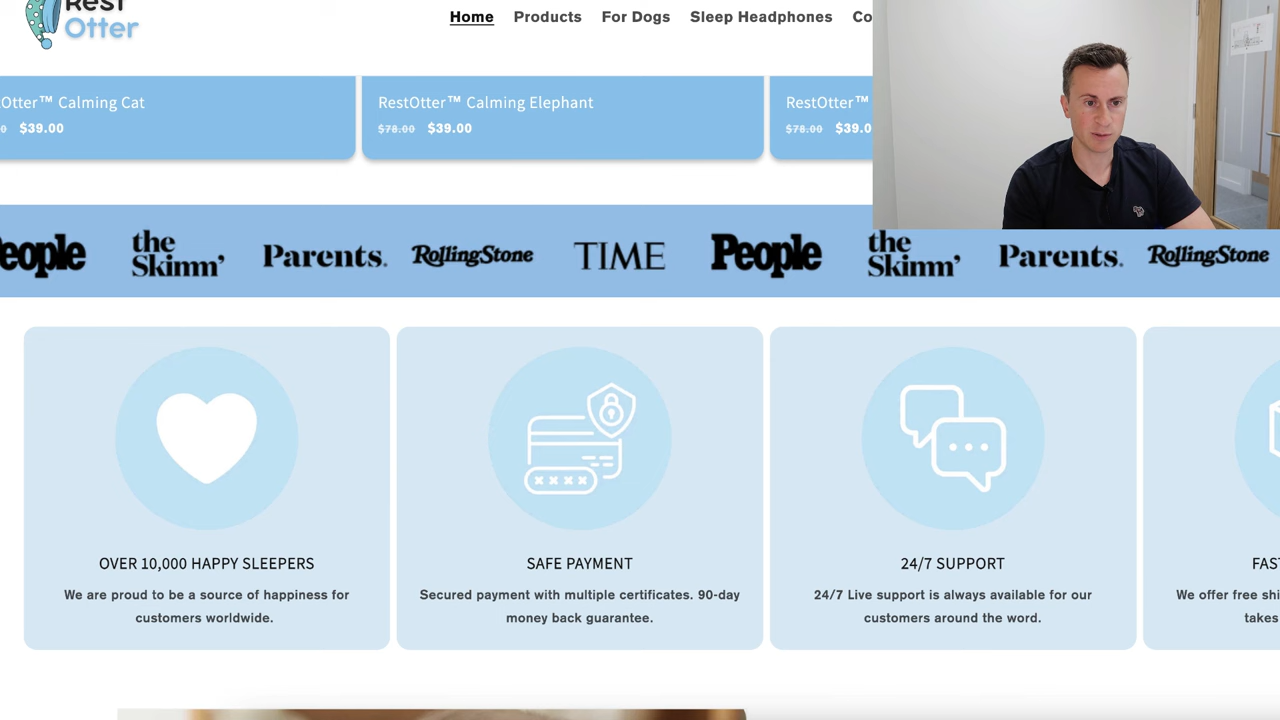 Rest
Otter
Home Products For Dogs Sleep Headphones Co
Otter™ Calming Cat
0 $39.00
RestOtter™ Calming Elephant
$78.00 $39.00
RestOtter™
$78.00 $39.0
People the Skimm' Parents. RollingStone TIME People the Skimm' Parents. RollingStone
OVER 10,000 HAPPY SLEEPERS
We are proud to be a source of happiness for
customers worldwide.
SAFE PAYMENT
Secured payment with multiple certificates. 90-day
money back guarantee.
24/7 SUPPORT
24/7 Live support is always available for our
customers around the word.
FAS
We offer free shi
takes